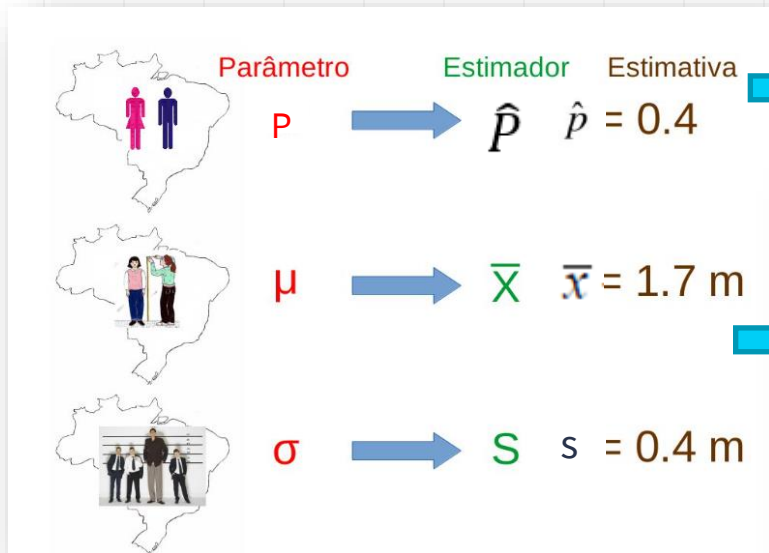 Parâmetro Estimador Estimativa
P P̂ p̂ = 0.4
μ X̅ x̅ = 1.7 m
σ S s = 0.4 m